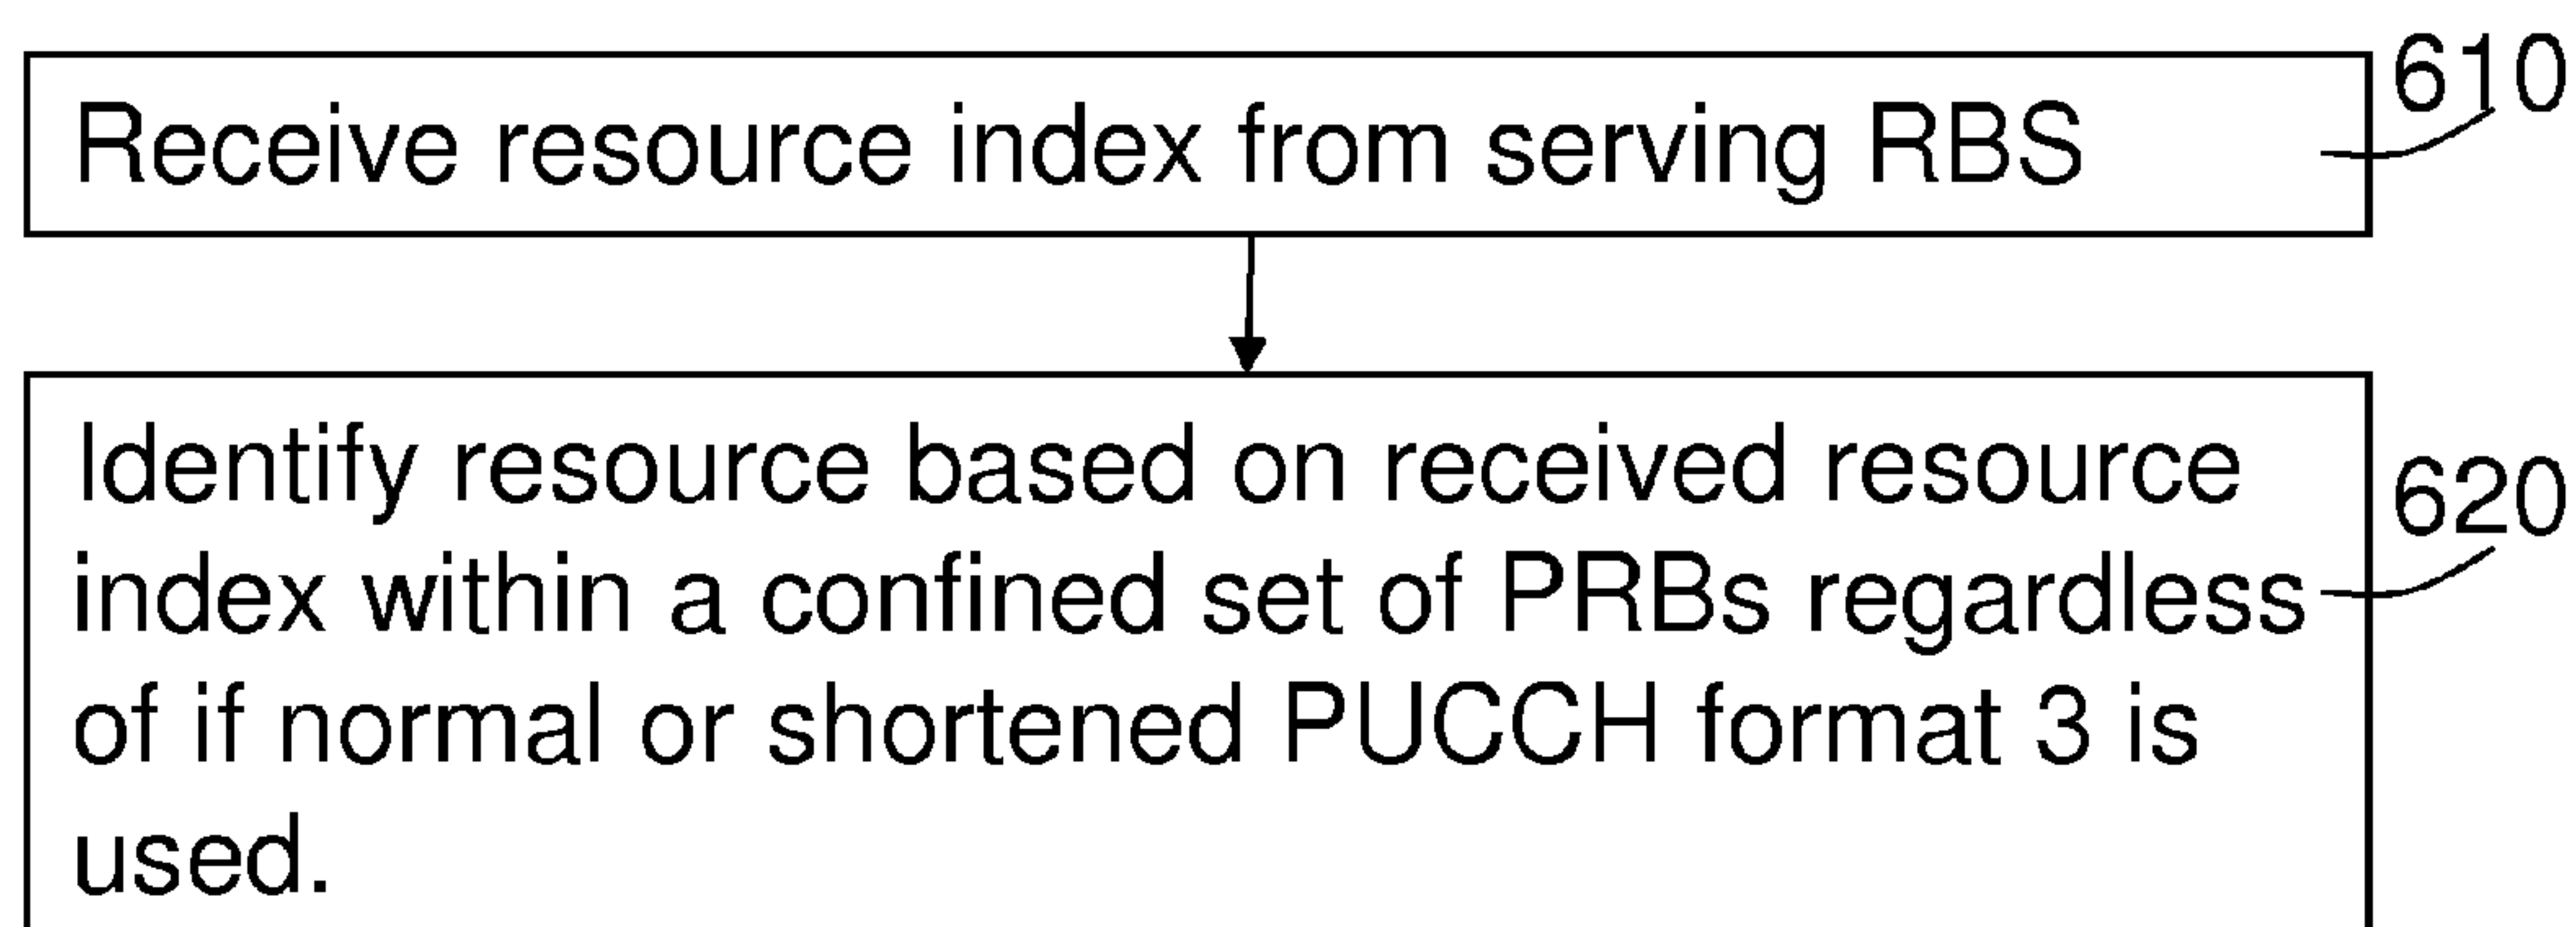 610
Receive resource index from serving RBS
Identify resource based on received resource
620
index within a confined set of PRBs regardless
of if normal or shortened PUCCH format 3 is
used.